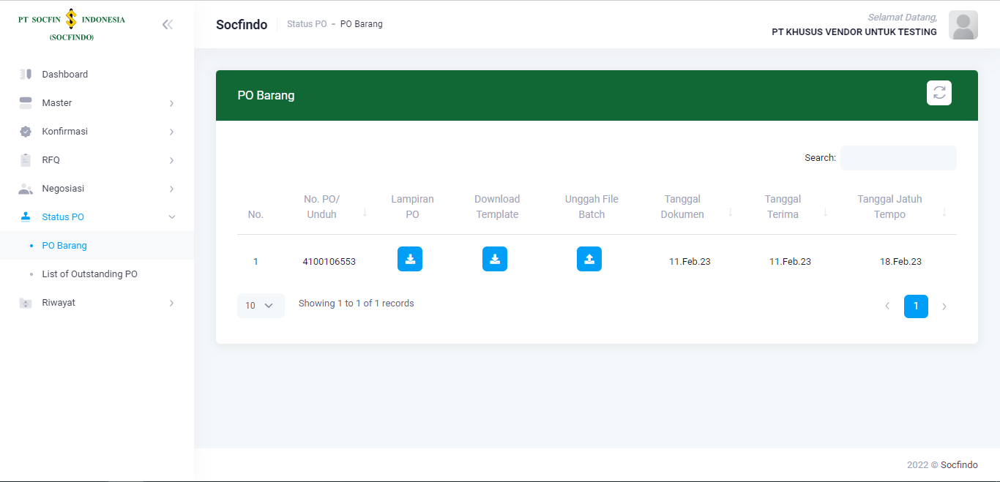 PT SOCFIN INDONESIA
(SOCFINDO)
Dashboard
Master
Konfirmasi
RFQ
Negosiasi
Status PO
PO Barang
List of Outstanding PO
Riwayat
Socfindo
Status PO - PO Barang
Selamat Datang,
PT KHUSUS VENDOR UNTUK TESTING
PO Barang
Search:
No.
No. PO/
Unduh
Lampiran
PO
Download
Template
Unggah File
Batch
Tanggal
Dokumen
Tanggal
Terima
Tanggal Jatuh
Tempo
1 4100106553 11.Feb.23 11.Feb.23 18.Feb.23
10
Showing 1 to 1 of 1 records
1
2022 © Socfindo